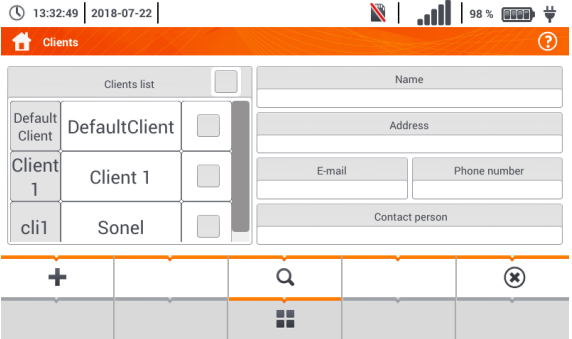 13:32:49 2018-07-22 98 %
Clients ?
Clients list
Default Client DefaultClient
Client 1 Client 1
cli1 Sonel
Name
Address
E-mail Phone number
Contact person